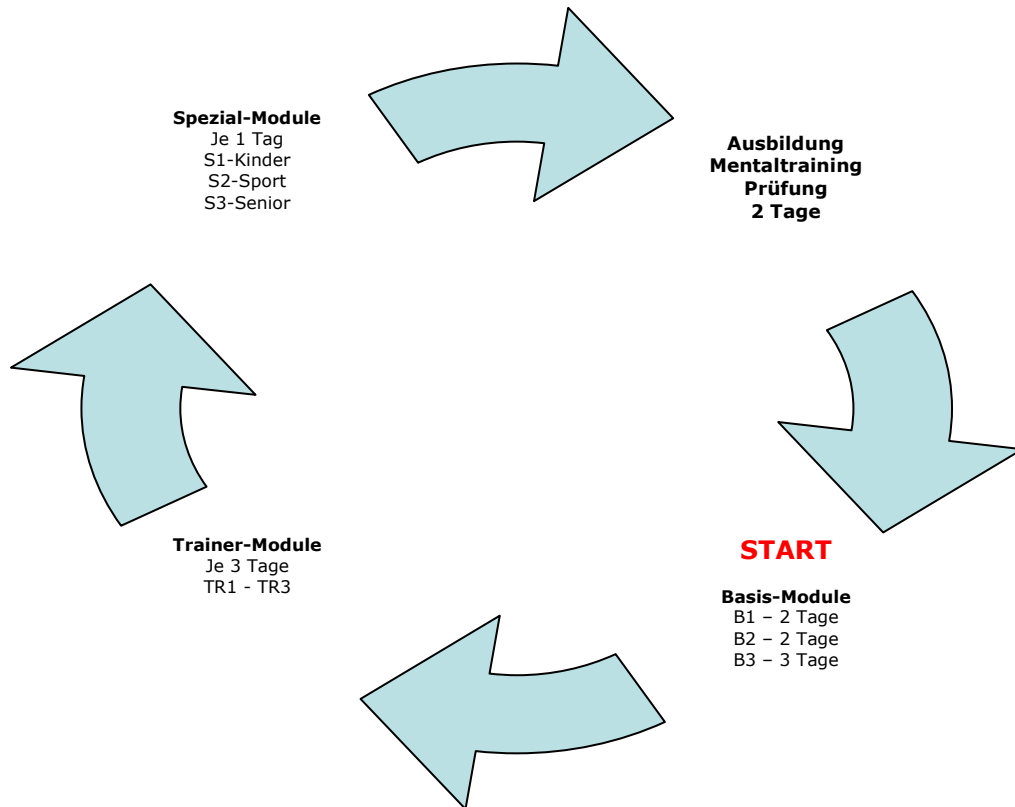 Spezial-Module
Je 1 Tag
S1-Kinder
S2-Sport
S3-Senior
Ausbildung
Mentaltraining
Prüfung
2 Tage
Trainer-Module
Je 3 Tage
TR1 - TR3
START
Basis-Module
B1 – 2 Tage
B2 – 2 Tage
B3 – 3 Tage